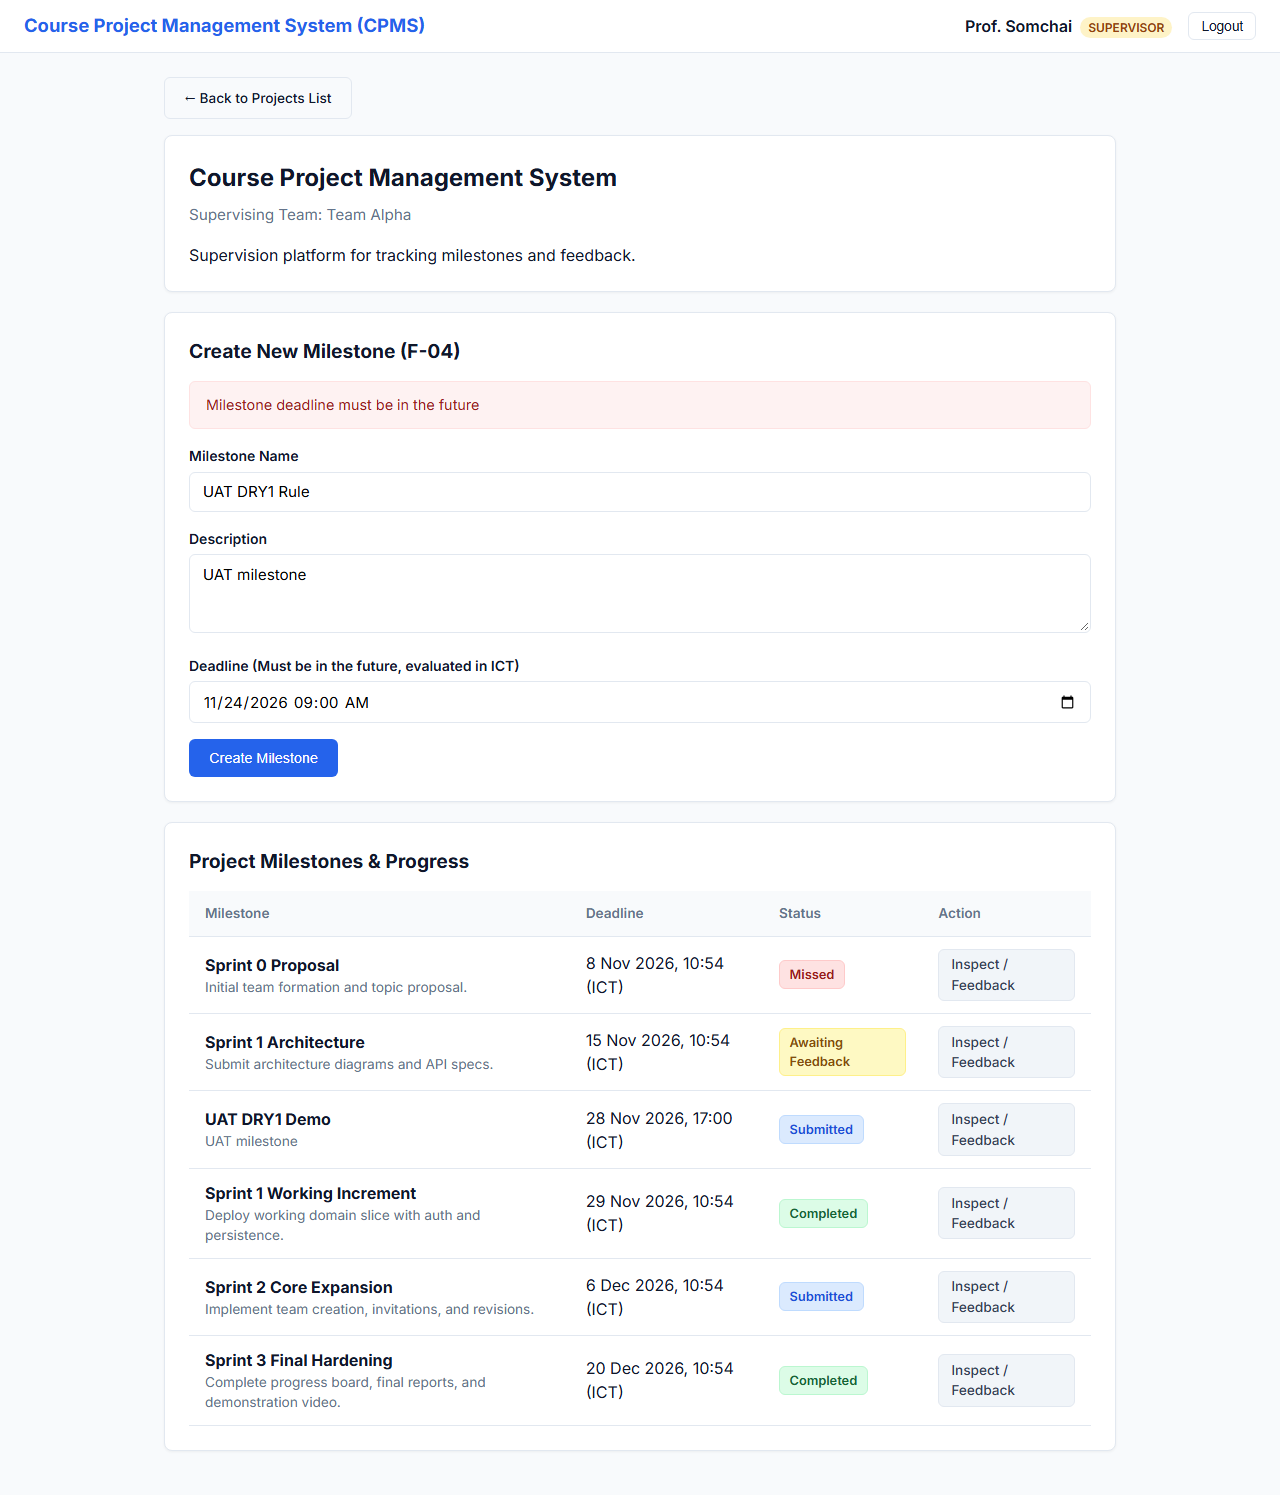 Course Project Management System (CPMS)
Prof. Somchai SUPERVISOR Logout
← Back to Projects List
Course Project Management System
Supervising Team: Team Alpha
Supervision platform for tracking milestones and feedback.
Create New Milestone (F-04)
Milestone deadline must be in the future
Milestone Name
UAT DRY1 Rule
Description
UAT milestone
Deadline (Must be in the future, evaluated in ICT)
11/24/2026 09:00 AM
Create Milestone
Project Milestones & Progress
Milestone Deadline Status Action
Sprint 0 Proposal
Initial team formation and topic proposal.
8 Nov 2026, 10:54
(ICT)
Missed
Inspect /
Feedback
Sprint 1 Architecture
Submit architecture diagrams and API specs.
15 Nov 2026, 10:54
(ICT)
Awaiting
Feedback
Inspect /
Feedback
UAT DRY1 Demo
UAT milestone
28 Nov 2026, 17:00
(ICT)
Submitted
Inspect /
Feedback
Sprint 1 Working Increment
Deploy working domain slice with auth and
persistence.
29 Nov 2026, 10:54
(ICT)
Completed
Inspect /
Feedback
Sprint 2 Core Expansion
Implement team creation, invitations, and revisions.
6 Dec 2026, 10:54
(ICT)
Submitted
Inspect /
Feedback
Sprint 3 Final Hardening
Complete progress board, final reports, and
demonstration video.
20 Dec 2026, 10:54
(ICT)
Completed
Inspect /
Feedback